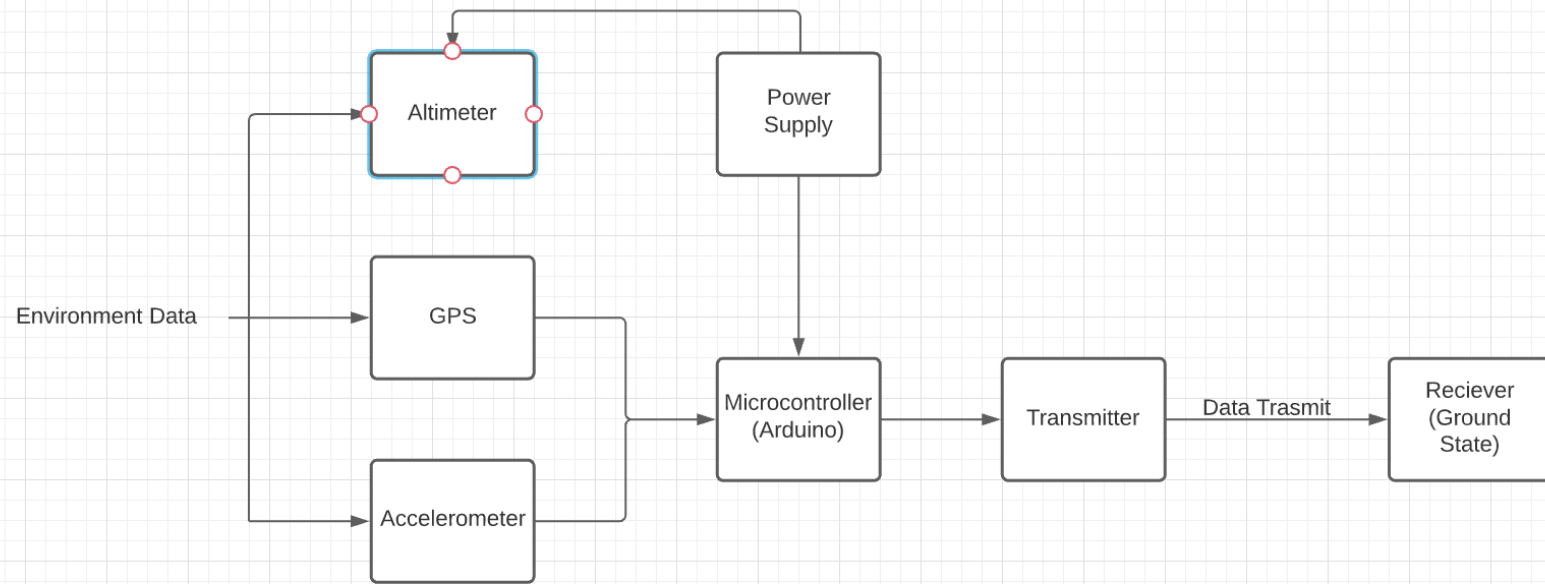 Altimeter
Power
Supply
Environment Data
GPS
Microcontroller
(Arduino)
Transmitter
Data Trasmit
Reciever
(Ground
State)
Accelerometer